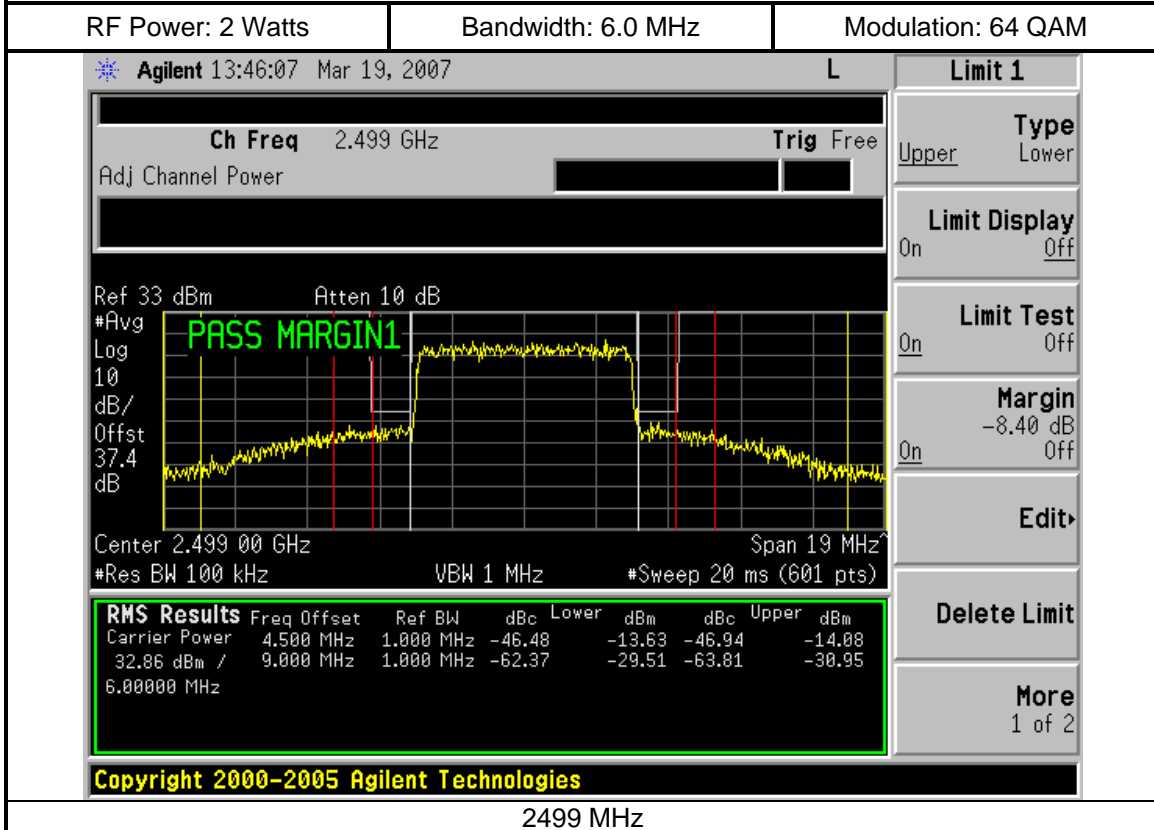 RF Power: 2 Watts Bandwidth: 6.0 MHz Modulation: 64 QAM
Agilent 13:46:07 Mar 19, 2007 L Limit 1
Ch Freq 2.499 GHz Trig Free
Adj Channel Power
Type
Upper Lower
Limit Display
On Off
Ref 33 dBm Atten 10 dB
#Avg
Log
10
dB/
Offst
37.4
dB
PASS MARGIN1
Limit Test
On Off
Margin
-8.40 dB
On Off
Center 2.499 00 GHz Span 19 MHz^
#Res BW 100 kHz VBW 1 MHz #Sweep 20 ms (601 pts)
Edit
RMS Results Freq Offset Ref BW dBc Lower dBm dBc Upper dBm
Carrier Power 4.500 MHz 1.000 MHz -46.48 -13.63 -46.94 -14.08
32.86 dBm / 9.000 MHz 1.000 MHz -62.37 -29.51 -63.81 -30.95
6.00000 MHz
Delete Limit
More
1 of 2
Copyright 2000-2005 Agilent Technologies
2499 MHz